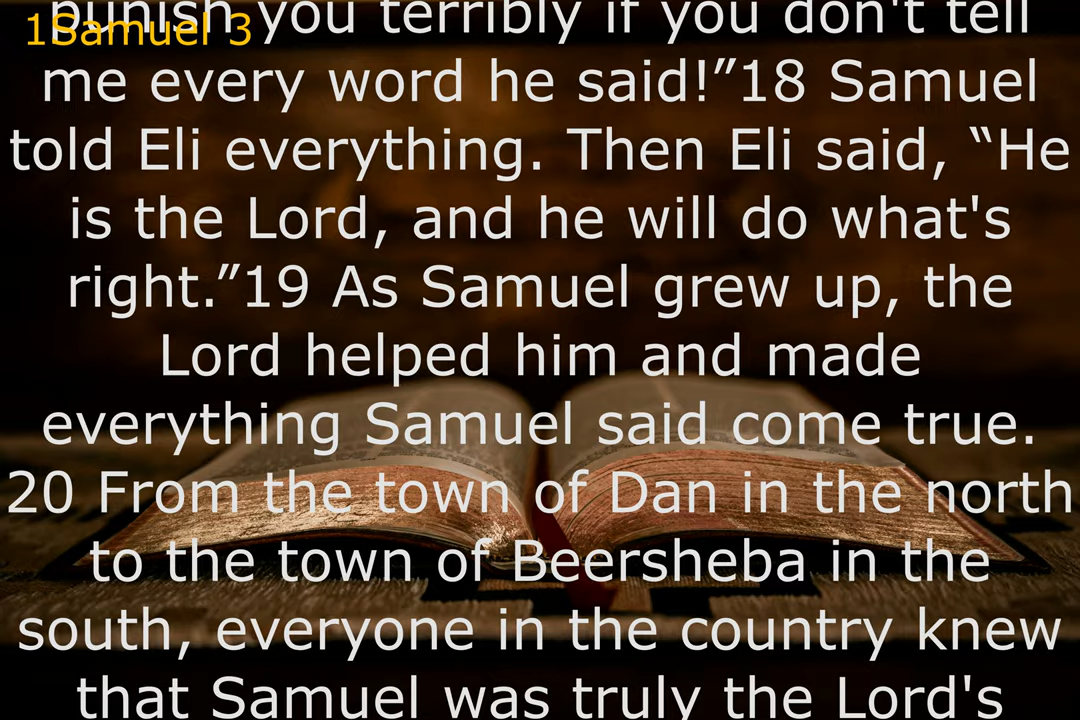 1Samuel 3
punish you terribly if you don't tell
me every word he said!”18 Samuel
told Eli everything. Then Eli said, “He
is the Lord, and he will do what's
right.”19 As Samuel grew up, the
Lord helped him and made
everything Samuel said come true.
20 From the town of Dan in the north
to the town of Beersheba in the
south, everyone in the country knew
that Samuel was truly the Lord's